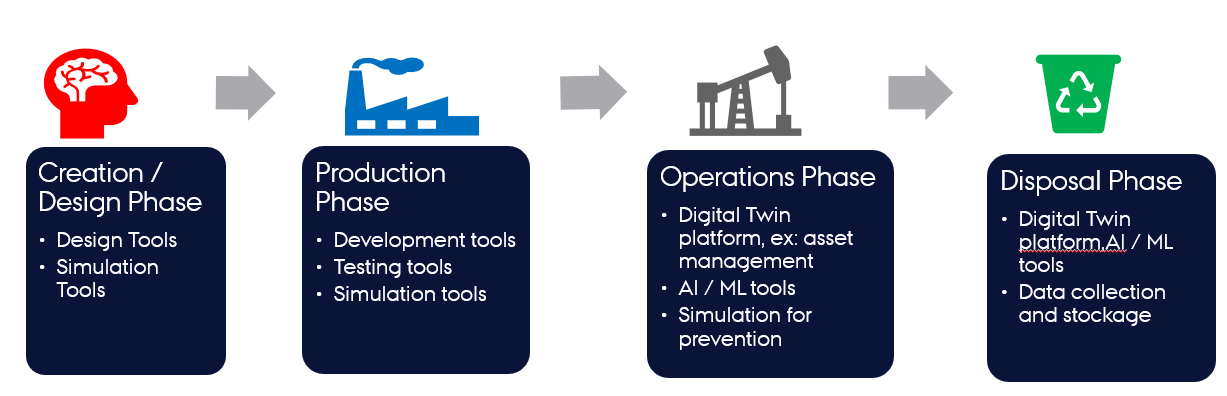 Creation /
Design Phase
• Design Tools
• Simulation
Tools
Production
Phase
• Development tools
• Testing tools
• Simulation tools
Operations Phase
• Digital Twin
platform, ex: asset
management
• AI / ML tools
• Simulation for
prevention
Disposal Phase
• Digital Twin
platform.AI / ML
tools
• Data collection
and stockage